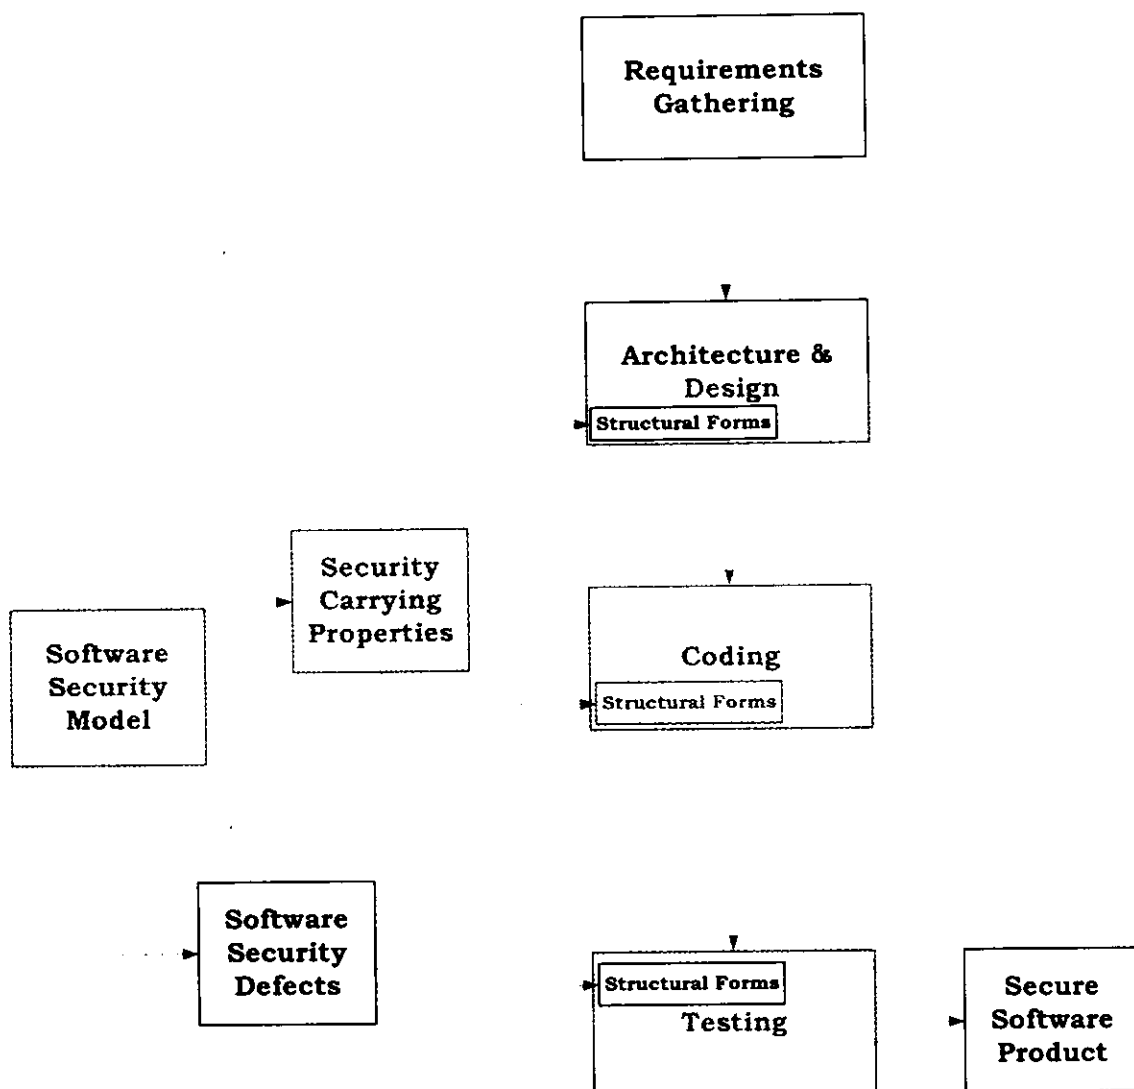 Requirements
Gathering
Architecture &
Design
Structural Forms
Security
Carrying
Properties
Software
Security
Model
Coding
Structural Forms
Software
Security
Defects
Structural Forms
Testing
Secure
Software
Product